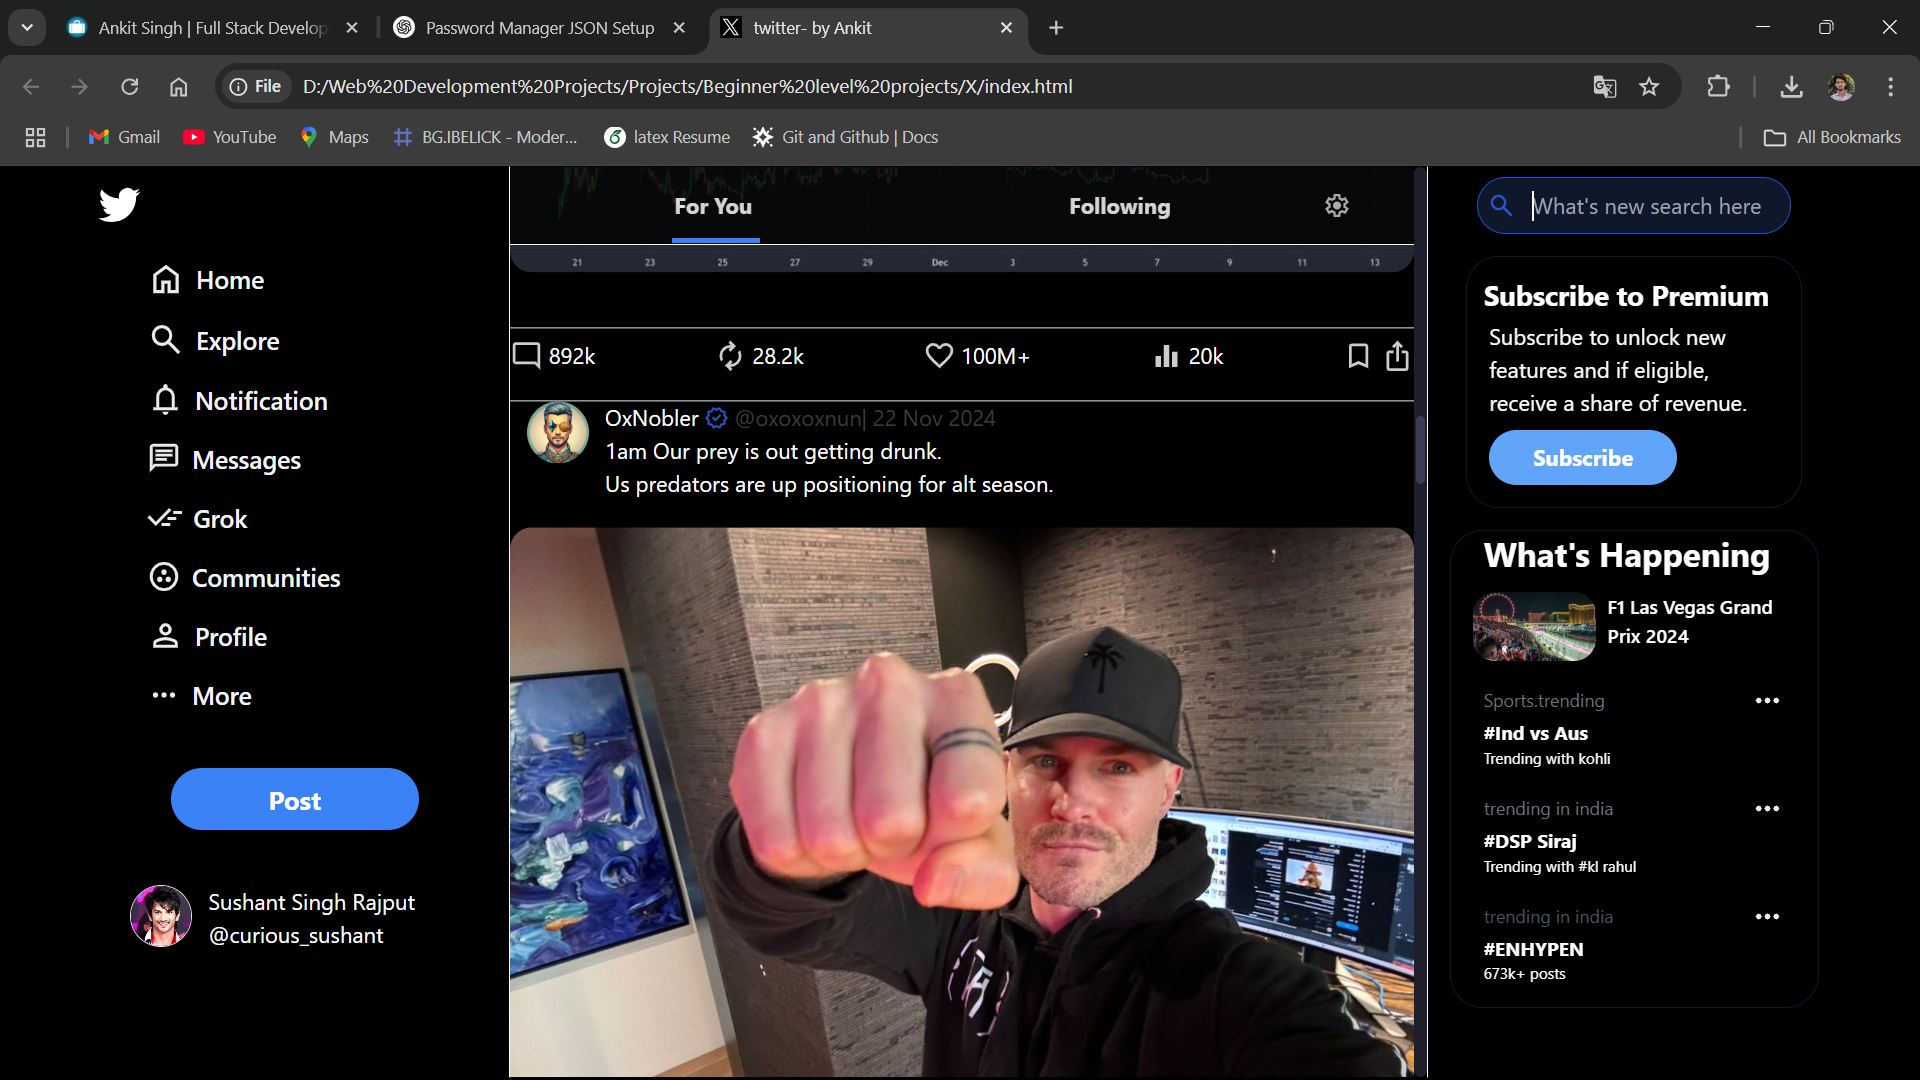 Ankit Singh | Full Stack Develop
Password Manager JSON Setup
twitter- by Ankit
File
D:/Web%20Development%20Projects/Projects/Beginner%20level%20projects/X/index.html
Gmail
YouTube
Maps
BG.IBELICK - Moder...
latex Resume
Git and Github | Docs
All Bookmarks
Home
Explore
Notification
Messages
Grok
Communities
Profile
More
Post
Sushant Singh Rajput
@curious_sushant
For You
Following
21 23 25 27 29 Dec 3 5 7 9 11 13
892k
28.2k
100M+
20k
OxNobler @oxoxoxnun| 22 Nov 2024
1am Our prey is out getting drunk.
Us predators are up positioning for alt season.
What's new search here
Subscribe to Premium
Subscribe to unlock new
features and if eligible,
receive a share of revenue.
Subscribe
What's Happening
F1 Las Vegas Grand
Prix 2024
Sports.trending
#Ind vs Aus
Trending with kohli
trending in india
#DSP Siraj
Trending with #kl rahul
trending in india
#ENHYPEN
673k+ posts